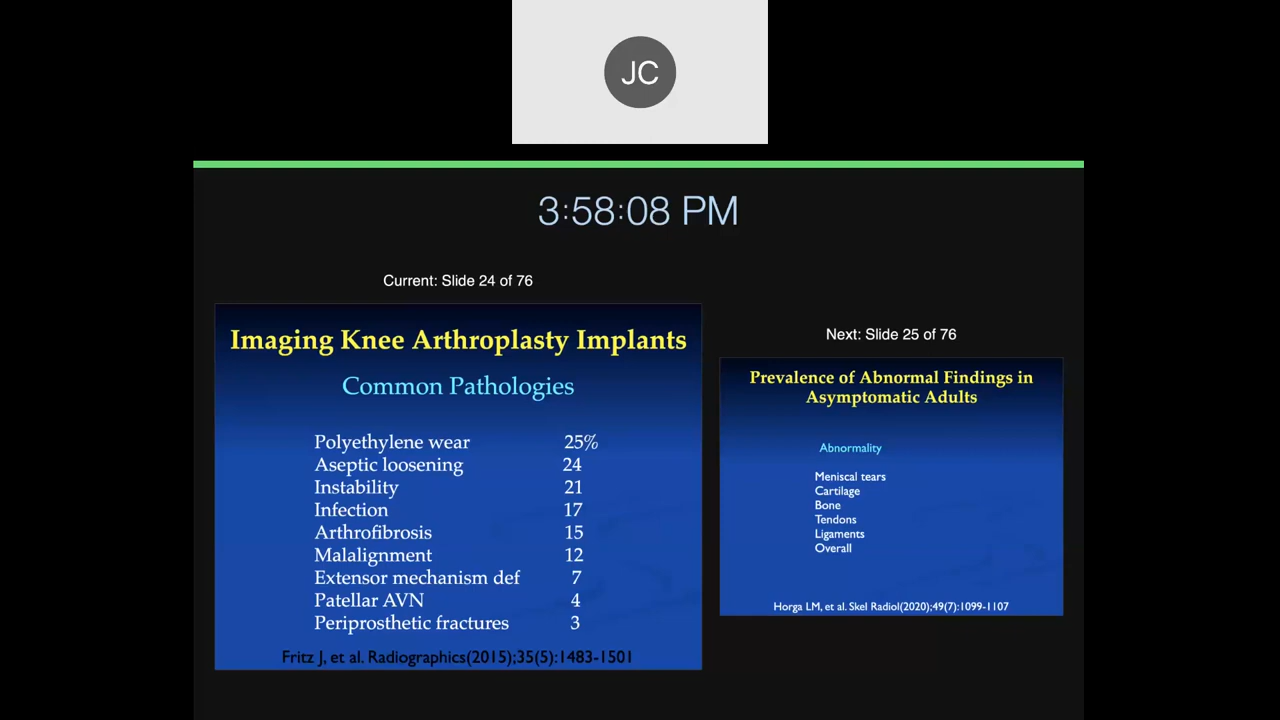 JC
3:58:08 PM
Current: Slide 24 of 76
Imaging Knee Arthroplasty Implants
Common Pathologies
Polyethylene wear 25%
Aseptic loosening 24
Instability 21
Infection 17
Arthrofibrosis 15
Malalignment 12
Extensor mechanism def 7
Patellar AVN 4
Periprosthetic fractures 3
Fritz J, et al. Radiographics(2015);35(5):1483-1501
Next: Slide 25 of 76
Prevalence of Abnormal Findings in
Asymptomatic Adults
Abnormality
Meniscal tears
Cartilage
Bone
Tendons
Ligaments
Overall
Horga LM, et al. Skel Radiol(2020);49(7):1099-1107